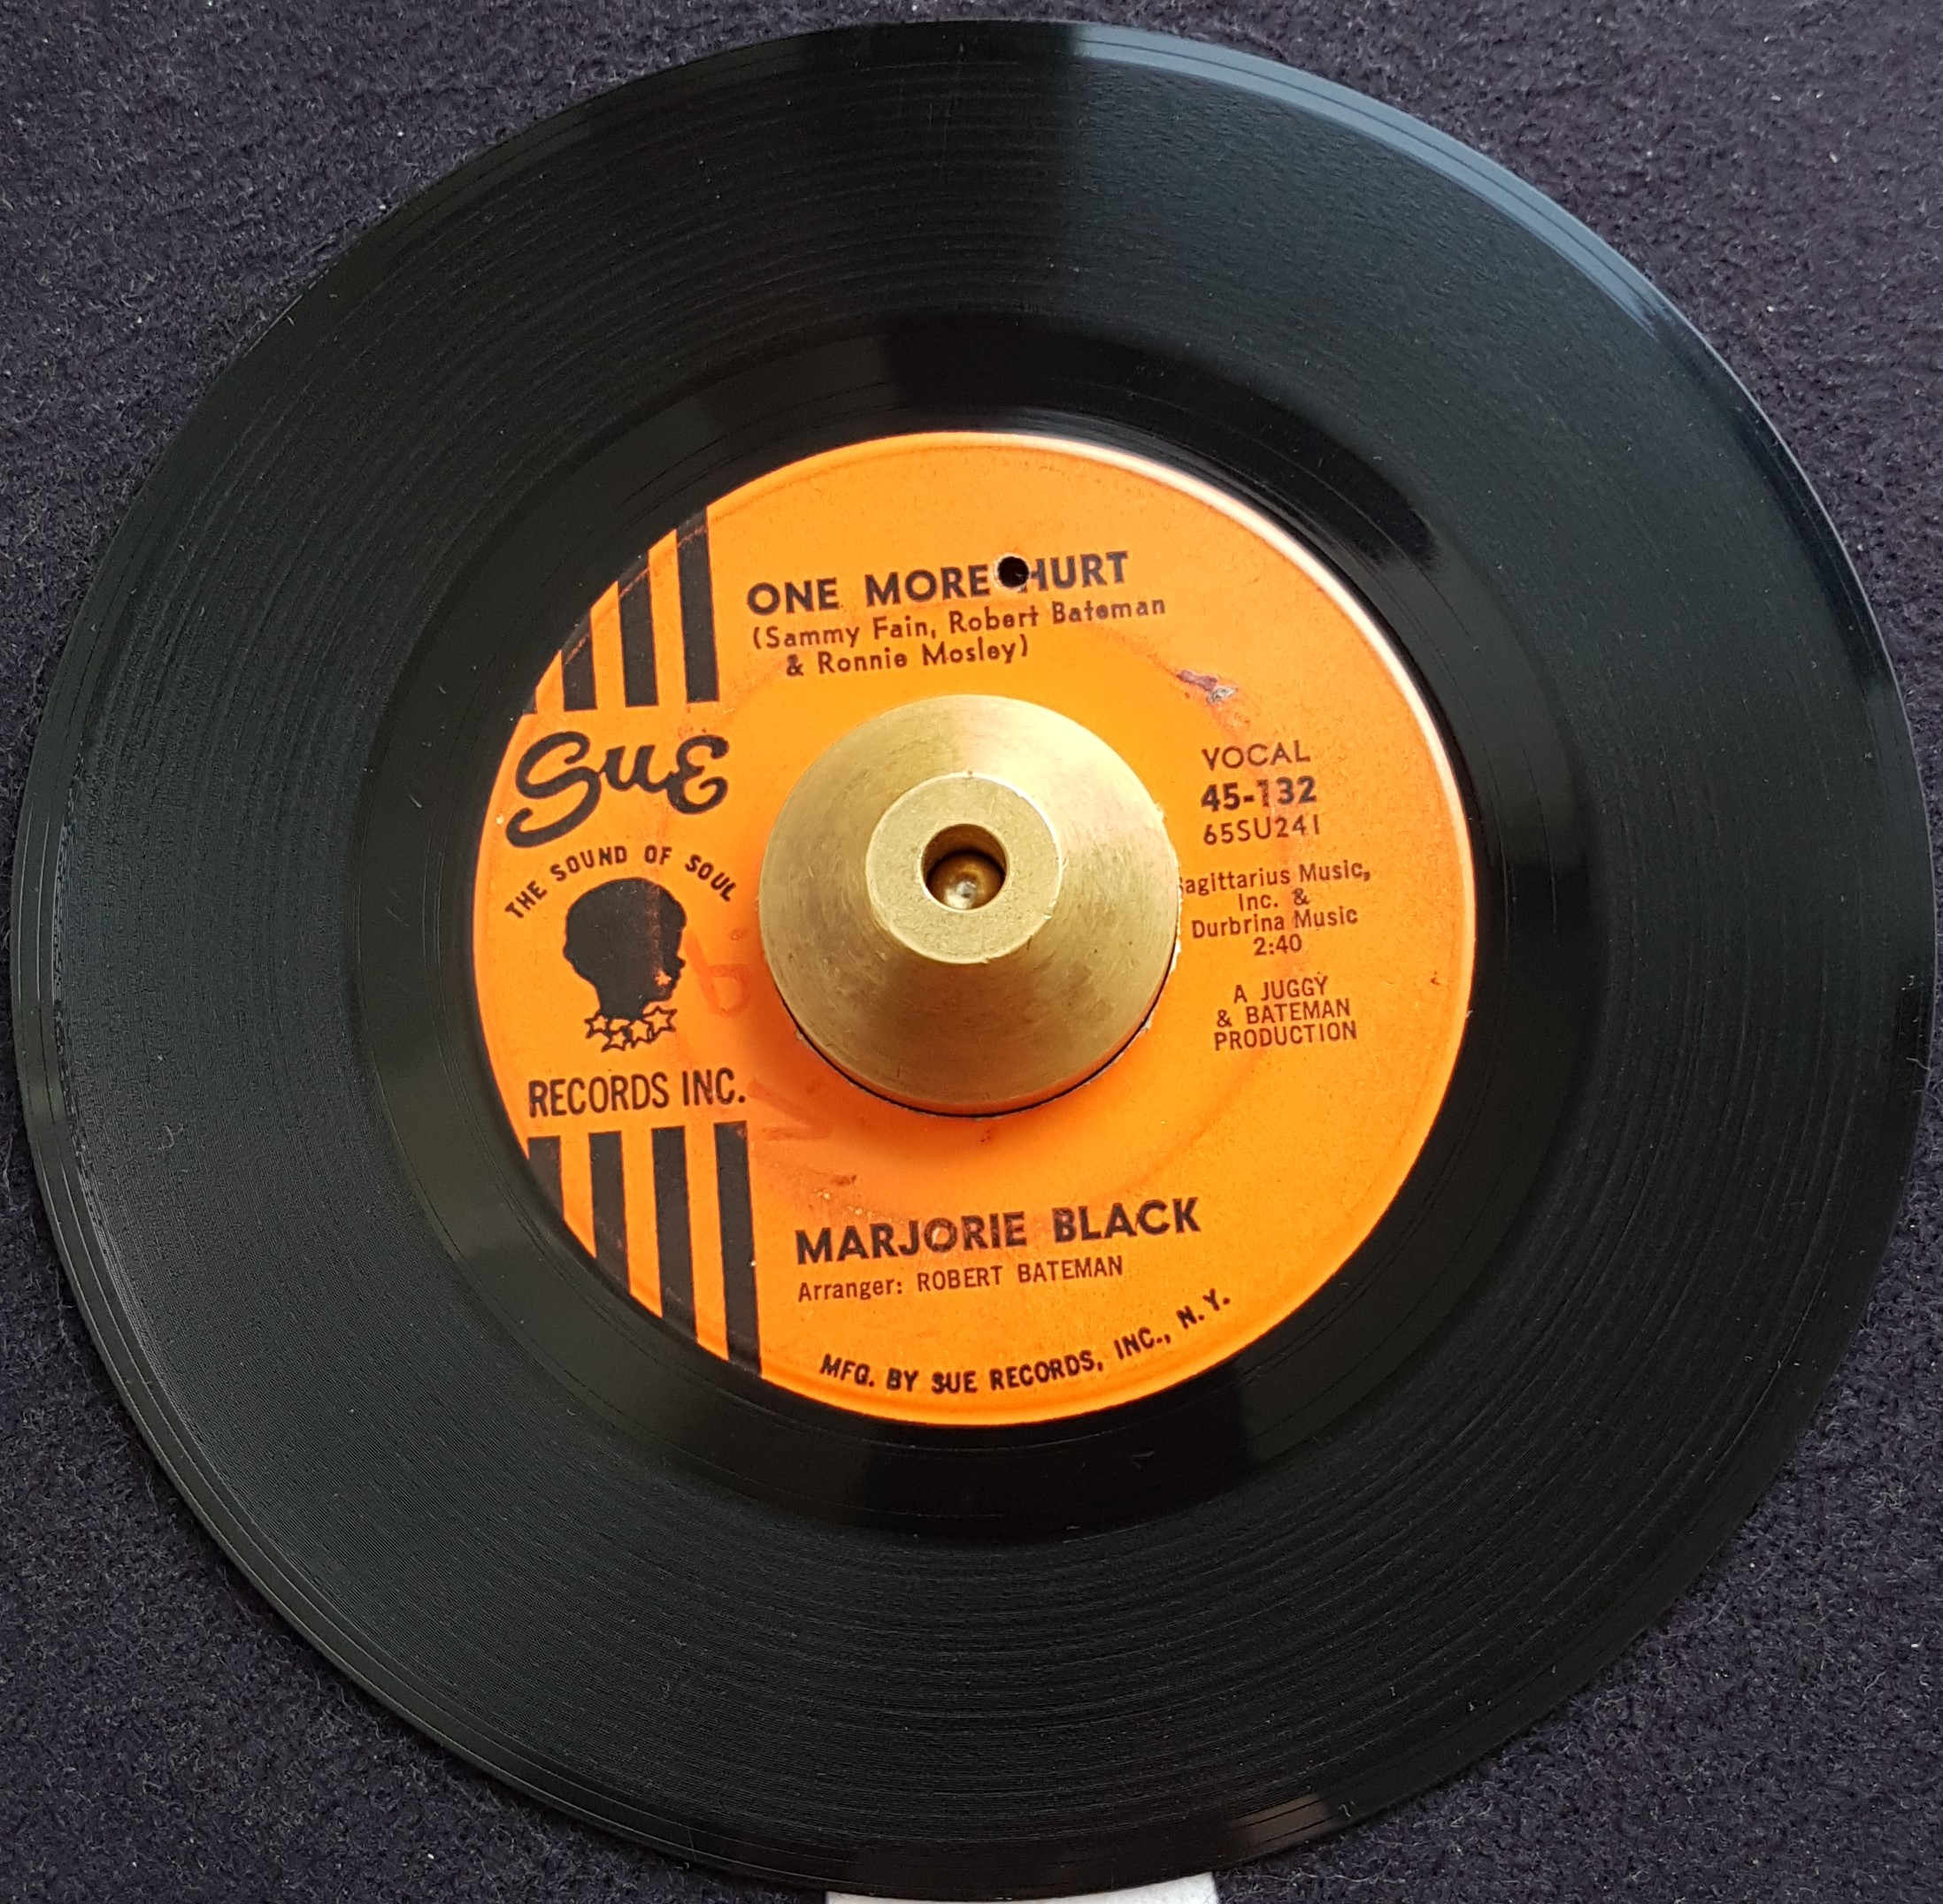 ONE MORE HURT
(Sammy Fain, Robert Bateman
& Ronnie Mosley)
Sue
THE SOUND OF SOUL
RECORDS INC.
VOCAL
45-132
65SU241
Sagittarius Music,
Inc. &
Durbrina Music
2:40
A JUGGY
& BATEMAN
PRODUCTION
MARJORIE BLACK
Arranger: ROBERT BATEMAN
MFG. BY SUE RECORDS, INC., N. Y.